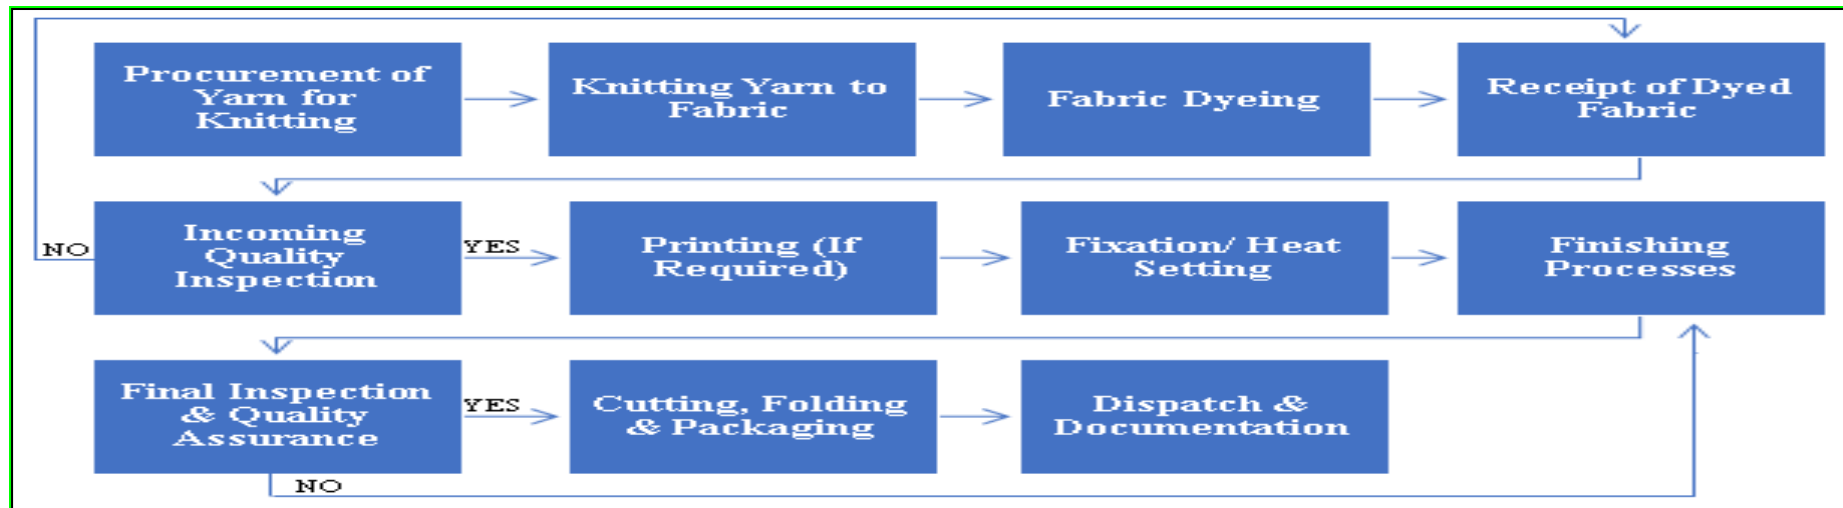 Procurement of
Yarn for
Knitting
Knitting Yarn to
Fabric
Fabric Dyeing
Receipt of Dyed
Fabric
NO
Incoming
Quality
Inspection
YES
Printing (If
Required)
Fixation/ Heat
Setting
Finishing
Processes
Final Inspection
& Quality
Assurance
YES
Cutting, Folding
& Packaging
Dispatch &
Documentation
NO